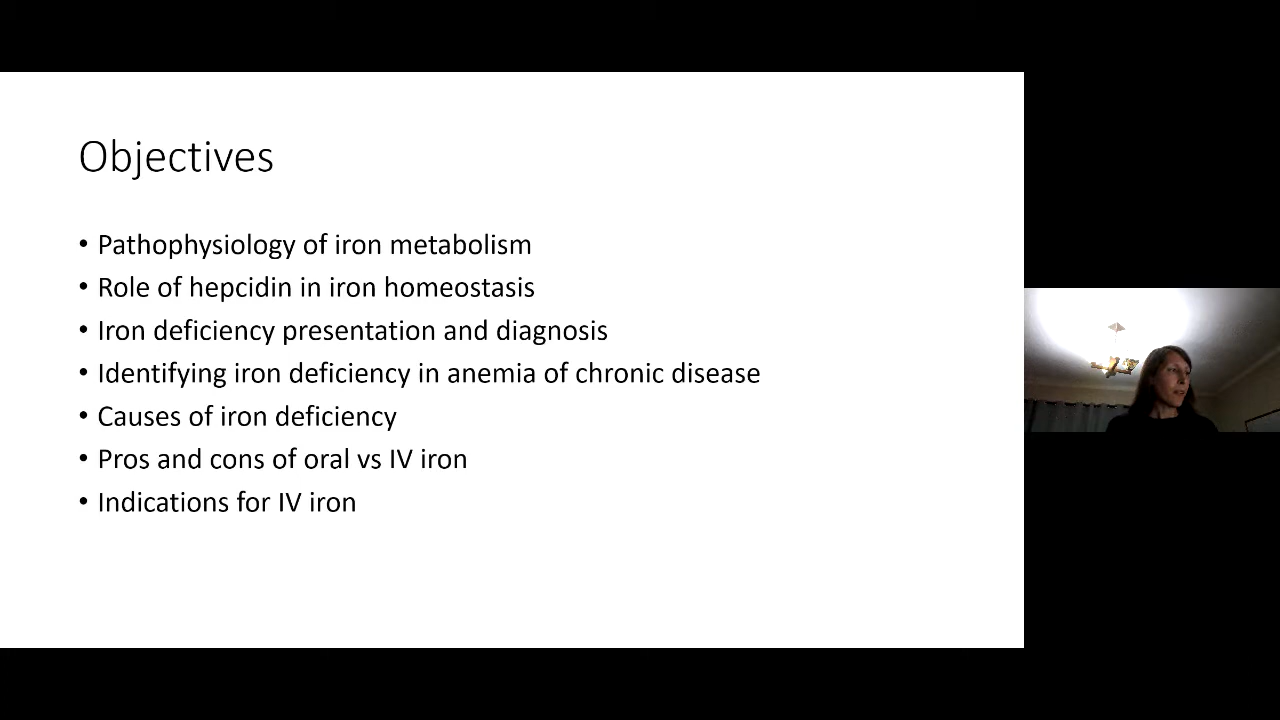 Objectives
• Pathophysiology of iron metabolism
• Role of hepcidin in iron homeostasis
• Iron deficiency presentation and diagnosis
• Identifying iron deficiency in anemia of chronic disease
• Causes of iron deficiency
• Pros and cons of oral vs IV iron
• Indications for IV iron